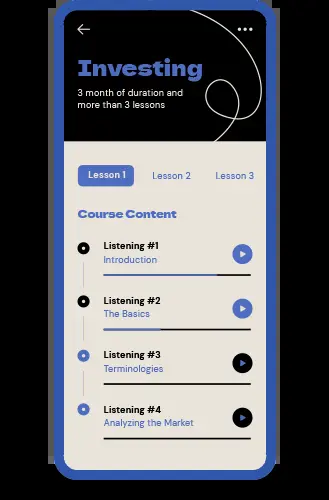 Investing
3 month of duration and
more than 3 lessons
Lesson 1 Lesson 2 Lesson 3
Course Content
Listening #1
Introduction
Listening #2
The Basics
Listening #3
Terminologies
Listening #4
Analyzing the Market